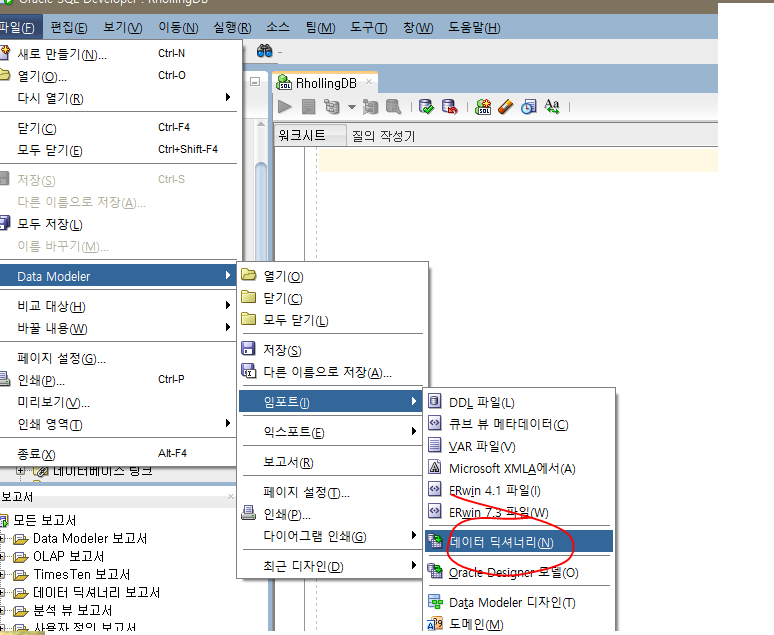 Oracle SQL Developer : RhollingDB
파일(F) 편집(E) 보기(V) 이동(N) 실행(R) 소스 팀(M) 도구(T) 창(W) 도움말(H)
새로 만들기(N)... Ctrl-N
열기(O)... Ctrl-O
다시 열기(R)
닫기(C) Ctrl-F4
모두 닫기(E) Ctrl+Shift-F4
저장(S) Ctrl-S
다른 이름으로 저장(A)...
모두 저장(L)
이름 바꾸기(M)...
Data Modeler
비교 대상(H)
바꿀 내용(W)
페이지 설정(G)...
인쇄(P)... Ctrl-P
미리보기(V)...
인쇄 영역(T)
종료(X) Alt-F4
데이터베이스 링크
보고서
모든 보고서
Data Modeler 보고서
OLAP 보고서
TimesTen 보고서
데이터 딕셔너리 보고서
분석 뷰 보고서
사용자 정의 보고서
RhollingDB
SQL
워크시트 질의 작성기
열기(O)
닫기(C)
모두 닫기(L)
저장(S)
다른 이름으로 저장(A)...
임포트(I)
익스포트(E)
보고서(R)
페이지 설정(T)...
인쇄(P)...
다이어그램 인쇄(G)
최근 디자인(D)
DDL 파일(L)
큐브 뷰 메타데이터(C)
VAR 파일(V)
Microsoft XMLA에서(A)
ERwin 4.1 파일(I)
ERwin 7.3 파일(W)
데이터 딕셔너리(N)
Oracle Designer 모델(O)
Data Modeler 디자인(T)
도메인(M)